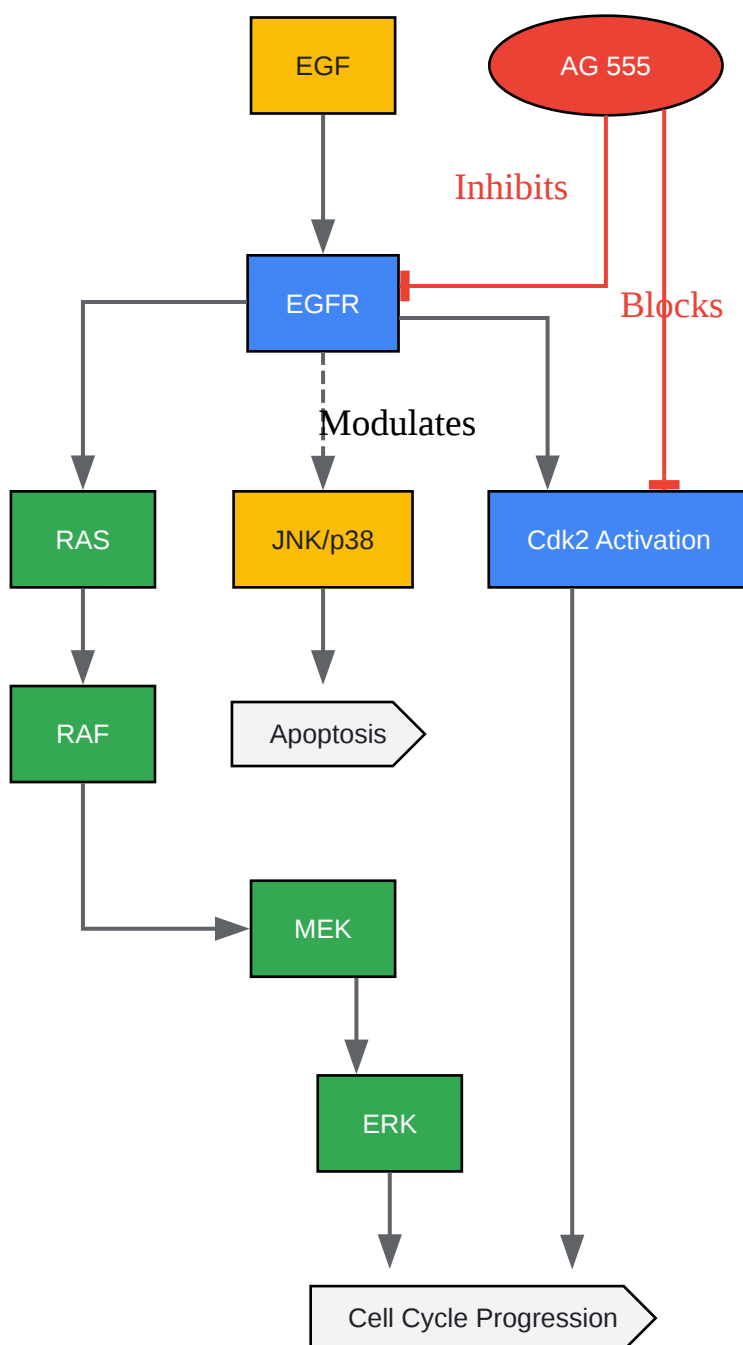 EGF
AG 555
Inhibits
EGFR
Blocks
Modulates
RAS
JNK/p38
Cdk2 Activation
RAF
Apoptosis
MEK
ERK
Cell Cycle Progression